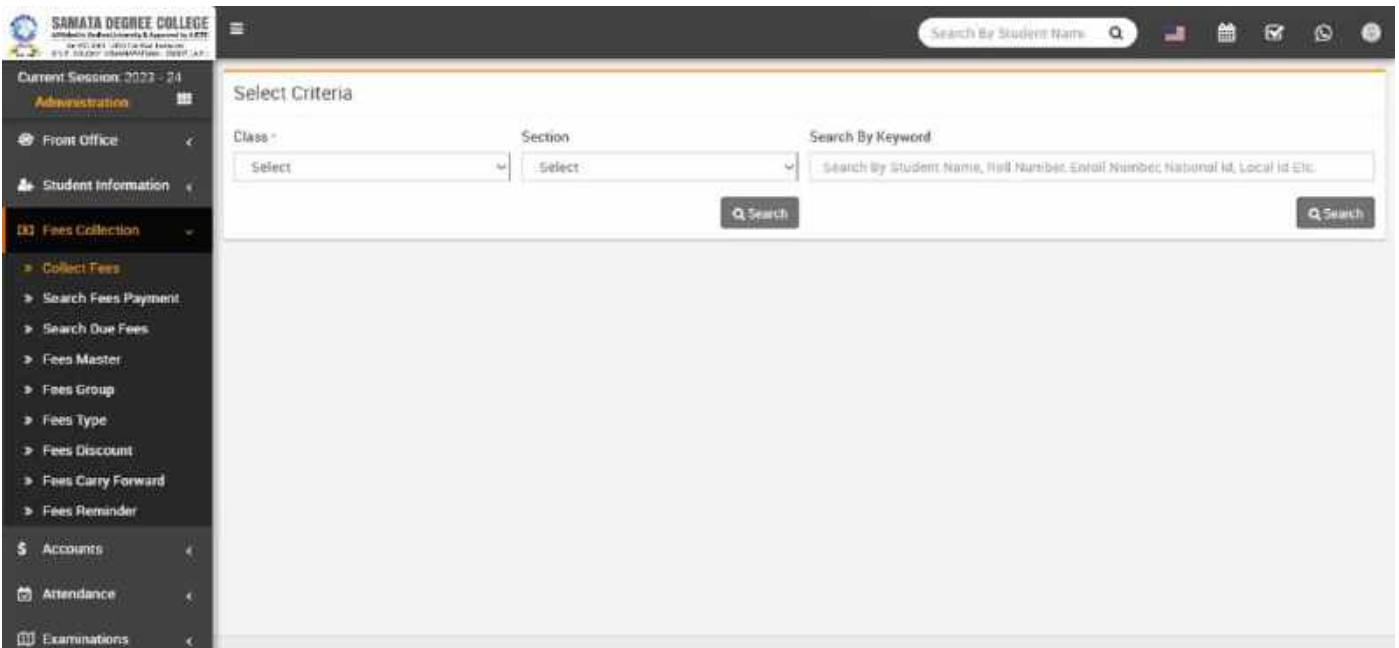 SAMATA DEGREE COLLEGE
Search By Student Name
Current Session: 2023 - 24
Administration
Front Office
Student Information
Fees Collection
Collect Fees
Search Fees Payment
Search Due Fees
Fees Master
Fees Group
Fees Type
Fees Discount
Fees Carry Forward
Fees Reminder
$ Accounts
Attendance
Examinations
Select Criteria
Class *
Select
Section
Select
Search
Search By Keyword
Search By Student Name, Roll Number, Enroll Number, National Id, Local Id Etc.
Search